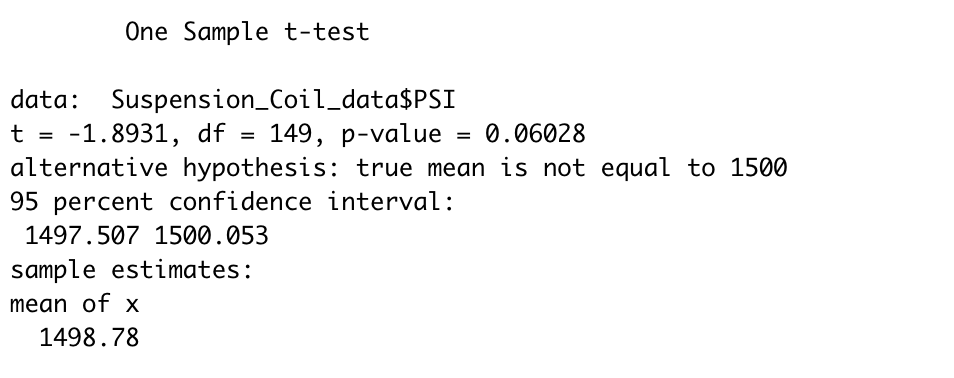 One Sample t-test
data:  Suspension_Coil_data$PSI
t = -1.8931, df = 149, p-value = 0.06028
alternative hypothesis: true mean is not equal to 1500
95 percent confidence interval:
1497.507 1500.053
sample estimates:
mean of x
1498.78